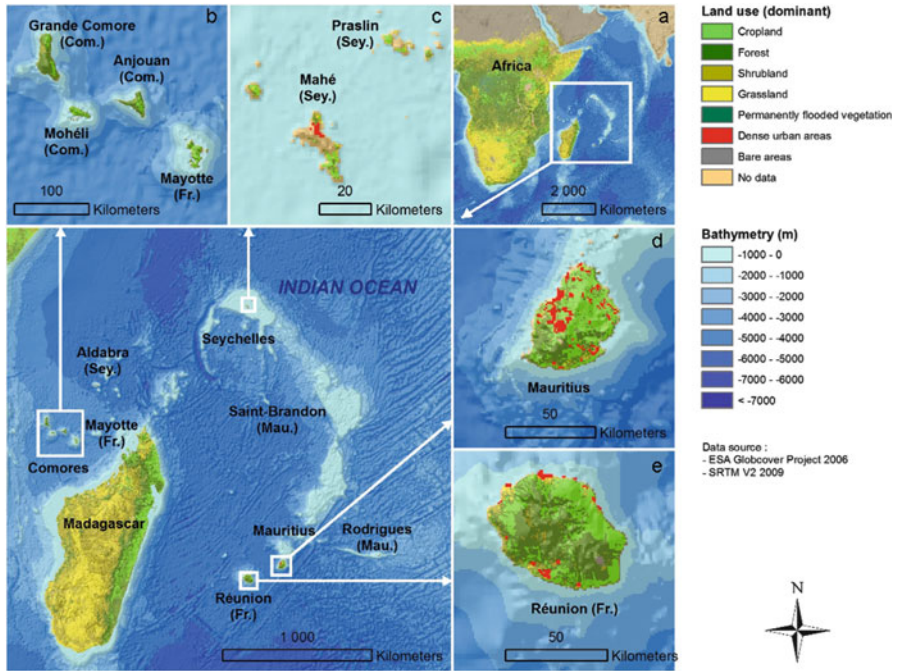 b
Grande Comore
(Com.)
Anjouan
(Com.)
Mohéli
(Com.)
Mayotte
(Fr.)
100
Kilometers
c
Praslin
(Sey.)
Mahé
(Sey.)
20
Kilometers
a
Africa
2 000
Kilometers
INDIAN OCEAN
Seychelles
Aldabra
(Sey.)
Saint-Brandon
(Mau.)
Mayotte
(Fr.)
Comores
Madagascar
Mauritius
Rodrigues
(Mau.)
Réunion
(Fr.)
1 000
Kilometers
d
Mauritius
50
Kilometers
e
Réunion (Fr.)
50
Kilometers
Land use (dominant)
Cropland
Forest
Shrubland
Grassland
Permanently flooded vegetation
Dense urban areas
Bare areas
No data
Bathymetry (m)
-1000 - 0
-2000 - -1000
-3000 - -2000
-4000 - -3000
-5000 - -4000
-6000 - -5000
-7000 - -6000
< -7000
Data source :
- ESA Globcover Project 2006
- SRTM V2 2009
N